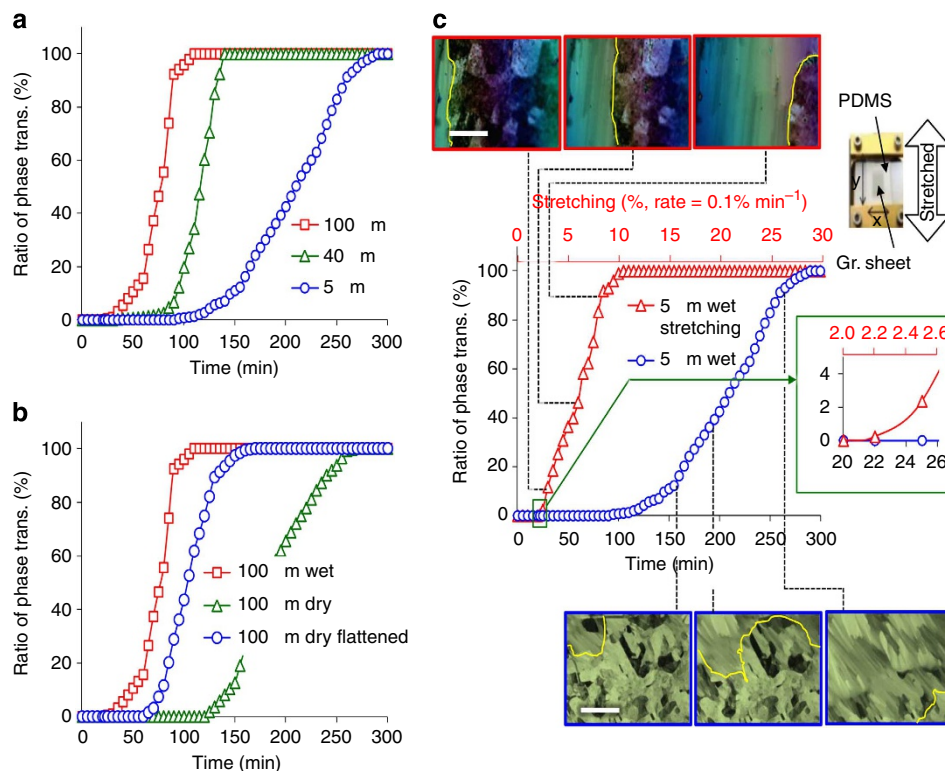 a
Ratio of phase trans. (%)
100
80
60
40
20
0
100 m
40 m
5 m
0 50 100 150 200 250 300
Time (min)
b
Ratio of phase trans. (%)
100
80
60
40
20
0
100 m wet
100 m dry
100 m dry flattened
0 50 100 150 200 250 300
Time (min)
c
PDMS
Stretched
y
x
Gr. sheet
Stretching (%, rate = 0.1% min⁻¹)
0 5 10 15 20 25 30
Ratio of phase trans. (%)
100
80
60
40
20
0
5 m wet
stretching
5 m wet
0 50 100 150 200 250 300
Time (min)
2.0 2.2 2.4 2.6
4
2
0
20 22 24 26